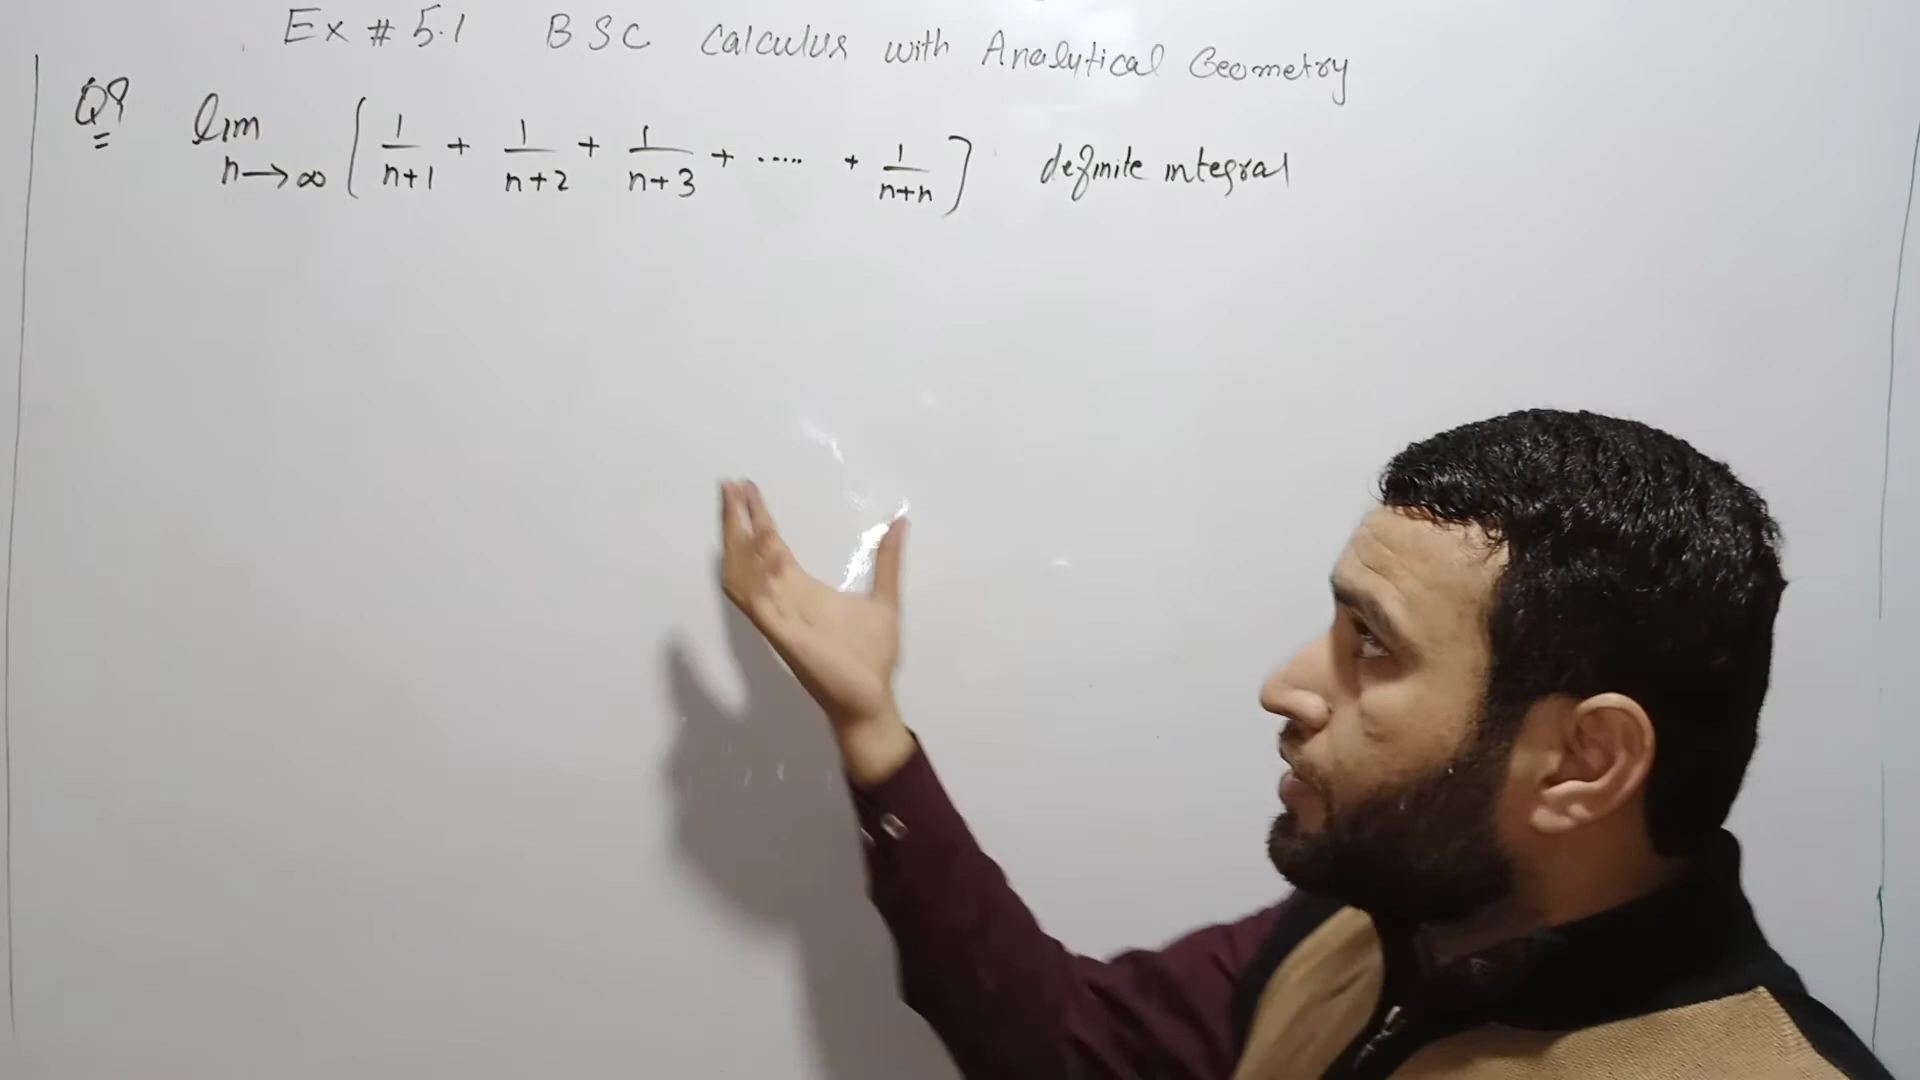 Ex # 5.1 BSC Calculus with Analytical Geometry
Q9 lim n→∞ [ 1/n+1 + 1/n+2 + 1/n+3 + ..... + 1/n+n ] definite integral